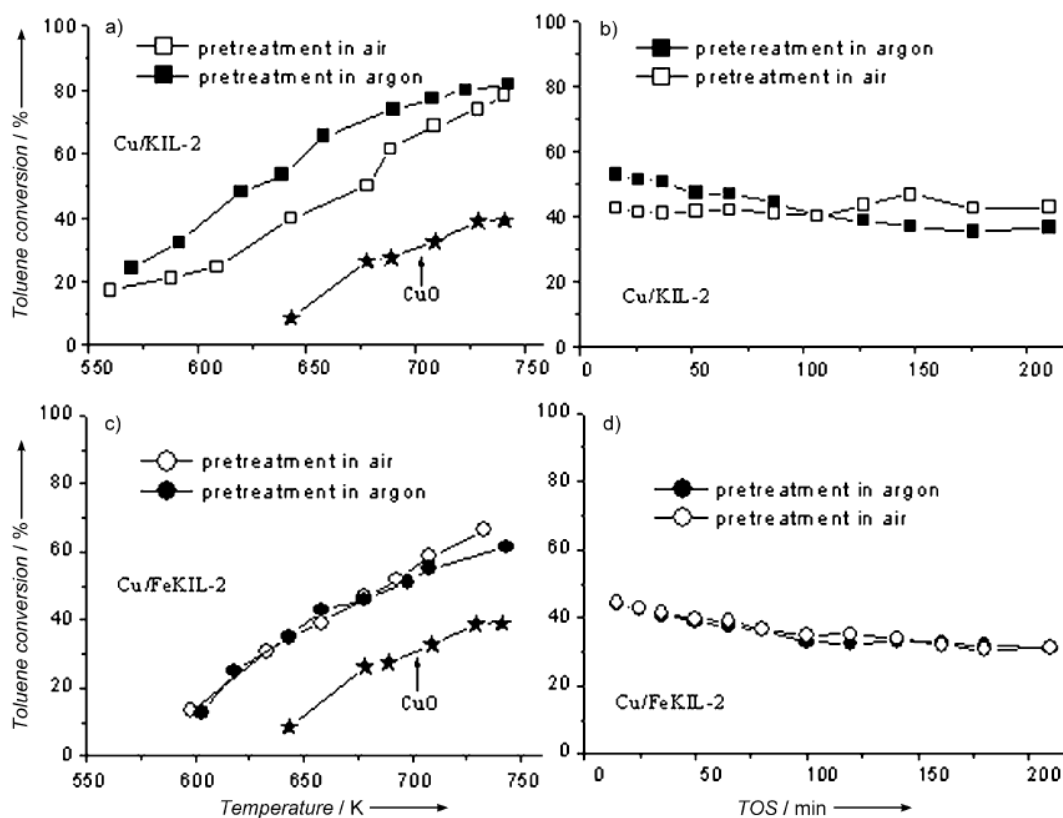 a)
pretreatment in air
pretreatment in argon
Cu/KIL-2
CuO
Toluene conversion / %
100
80
60
40
20
0
550 600 650 700 750
b)
pretereatment in argon
pretreatment in air
Cu/KIL-2
100
80
60
40
20
0
0 50 100 150 200
c)
pretreatment in air
pretreatment in argon
Cu/FeKIL-2
CuO
Toluene conversion / %
100
80
60
40
20
0
550 600 650 700 750
Temperature / K
d)
pretreatment in argon
pretreatment in air
Cu/FeKIL-2
100
80
60
40
20
0
0 50 100 150 200
TOS / min